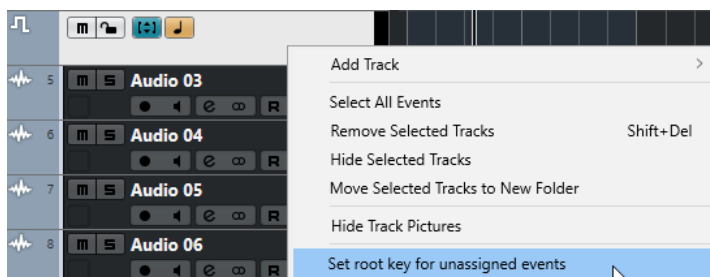 m
Add Track
5 m S Audio 03
e R
Select All Events
6 m S Audio 04
Remove Selected Tracks Shift+Del
e R
Hide Selected Tracks
7 m S Audio 05
Move Selected Tracks to New Folder
e R
Hide Track Pictures
8 m S Audio 06
Set root key for unassigned events
e R